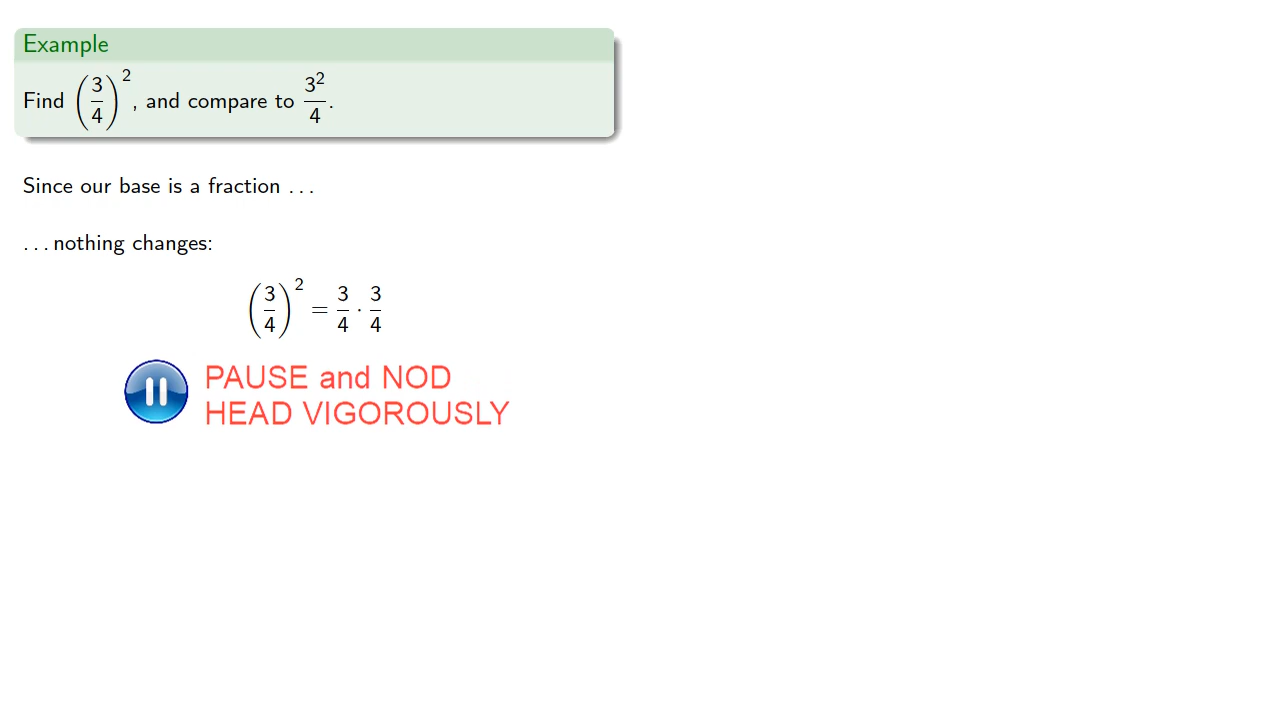 Example
Find (3/4)^2, and compare to 3^2/4.
Since our base is a fraction ...
... nothing changes:
(3/4)^2 = 3/4 · 3/4
PAUSE and NOD
HEAD VIGOROUSLY